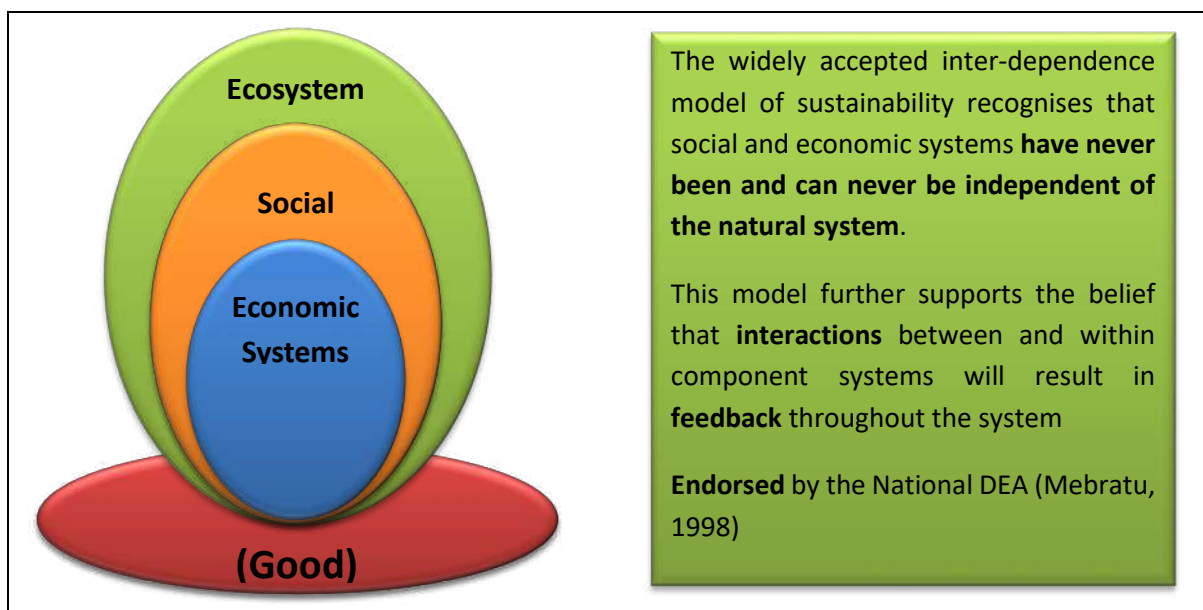 Ecosystem
Social
Economic
Systems
(Good)
The widely accepted inter-dependence
model of sustainability recognises that
social and economic systems have never
been and can never be independent of
the natural system.
This model further supports the belief
that interactions between and within
component systems will result in
feedback throughout the system
Endorsed by the National DEA (Mebratu,
1998)